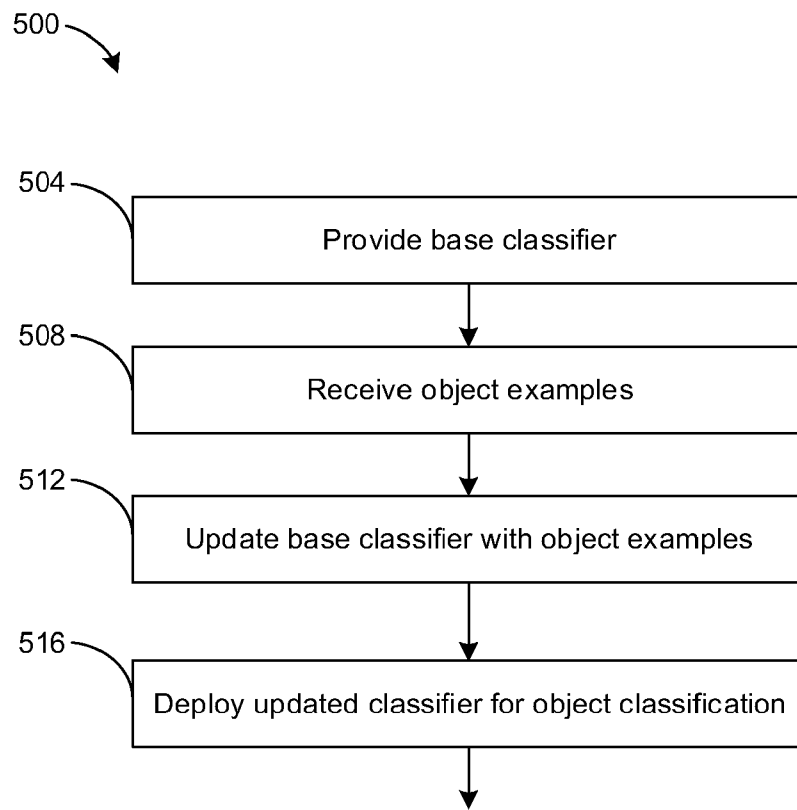 500
504
Provide base classifier
508
Receive object examples
512
Update base classifier with object examples
516
Deploy updated classifier for object classification